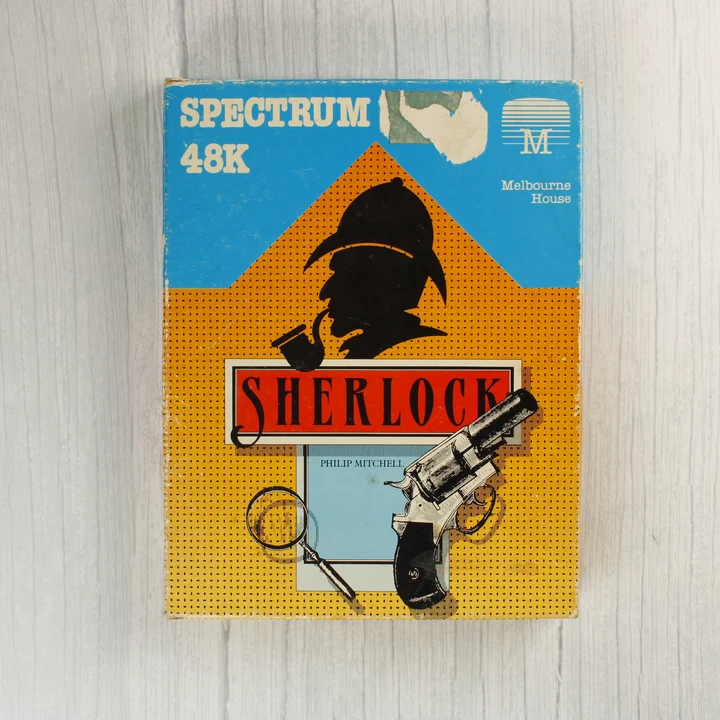 SPECTRUM
48K
M
Melbourne
House
SHERLOCK
PHILIP MITCHELL